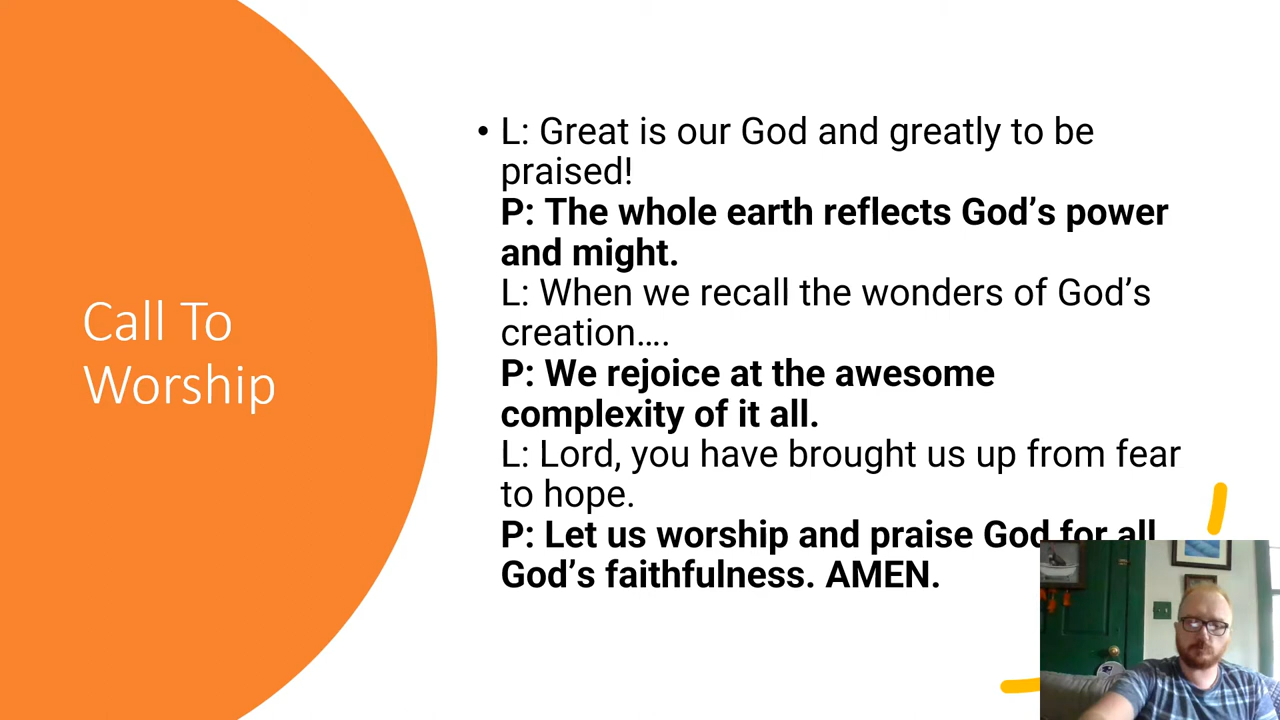 Call To
Worship
• L: Great is our God and greatly to be
praised!
P: The whole earth reflects God’s power
and might.
L: When we recall the wonders of God’s
creation….
P: We rejoice at the awesome
complexity of it all.
L: Lord, you have brought us up from fear
to hope.
P: Let us worship and praise God for all
God’s faithfulness. AMEN.